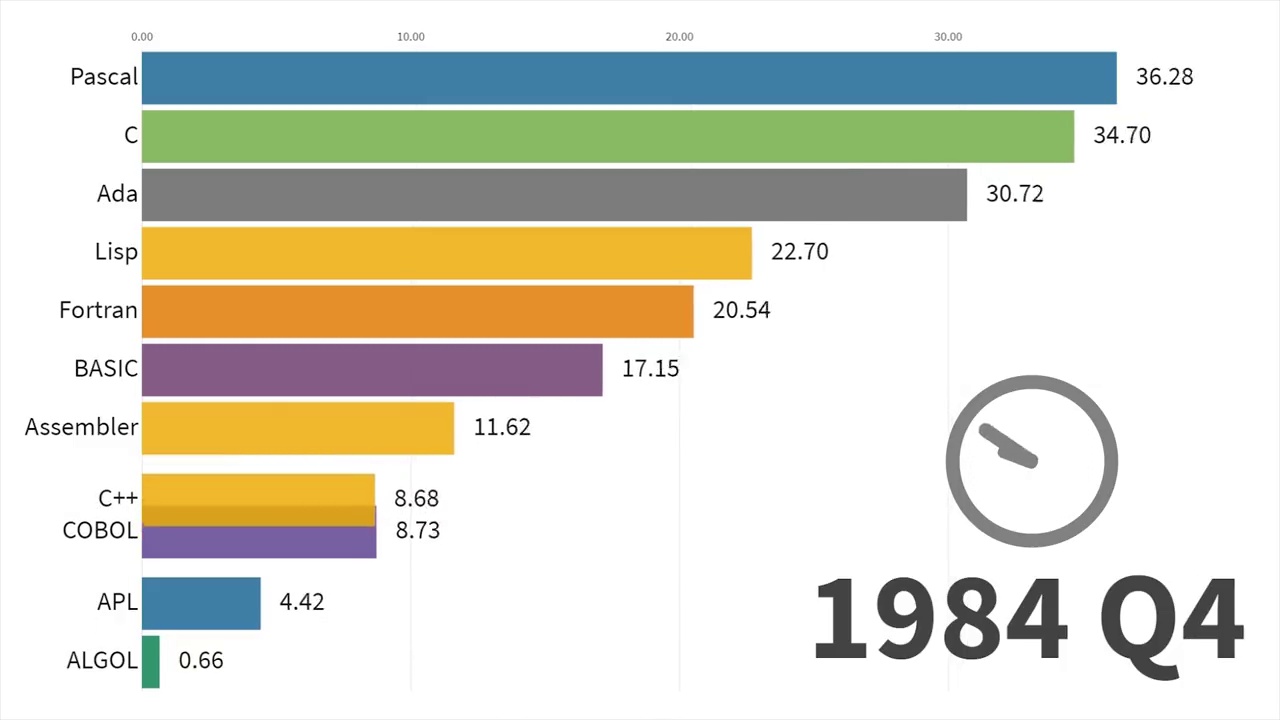 0.00 10.00 20.00 30.00
Pascal 36.28
C 34.70
Ada 30.72
Lisp 22.70
Fortran 20.54
BASIC 17.15
Assembler 11.62
C++ 8.68
COBOL 8.73
APL 4.42
ALGOL 0.66
1984 Q4